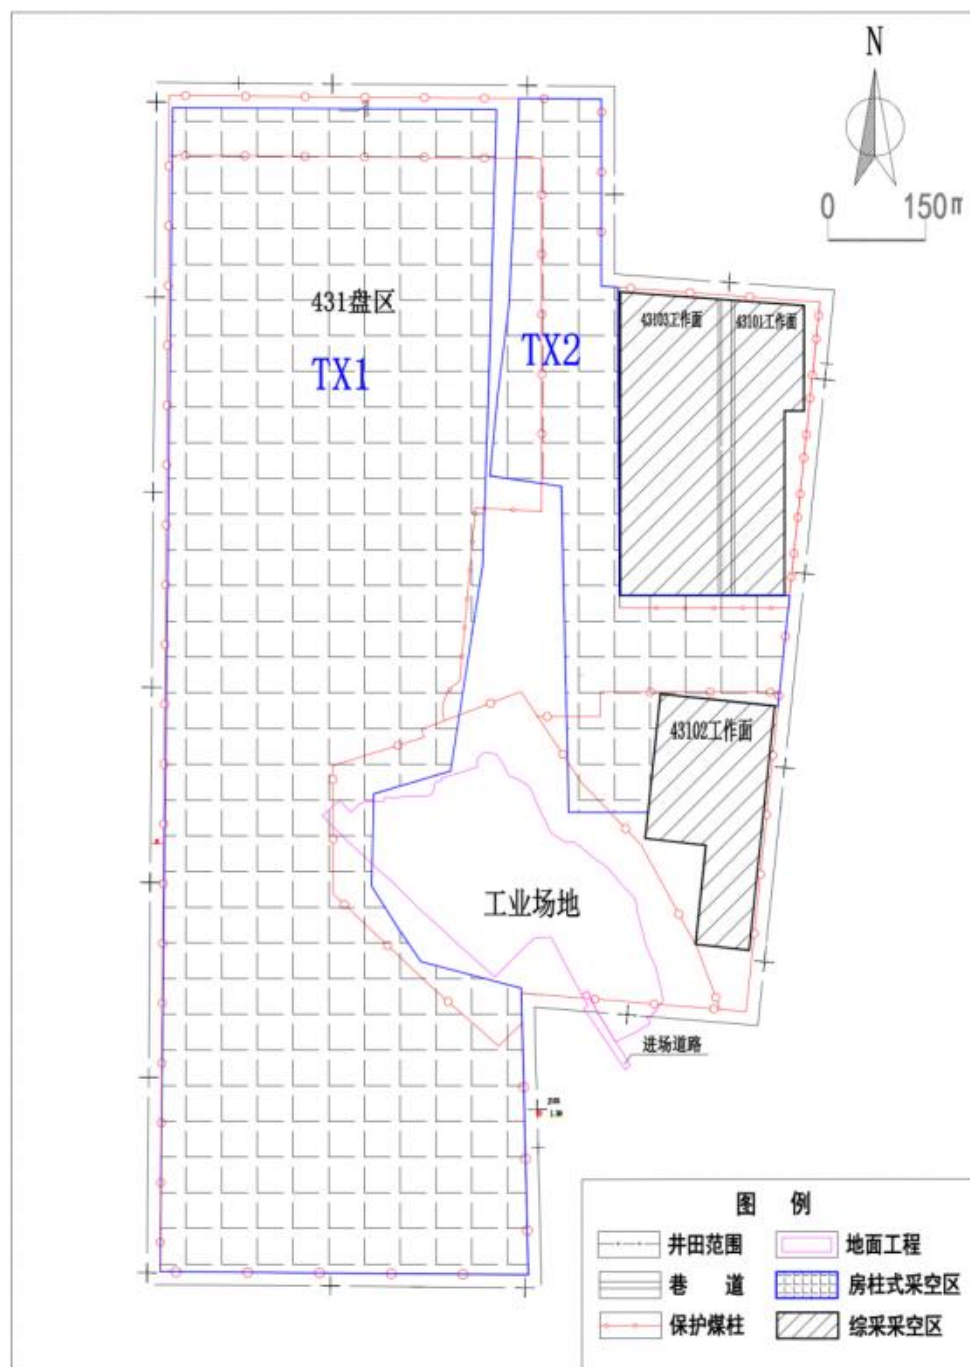 N
0 150m
431盘区
TX1
TX2
43103工作面 43101工作面
43102工作面
工业场地
进场道路
图 例
井田范围 地面工程
巷 道 房柱式采空区
保护煤柱 综采采空区